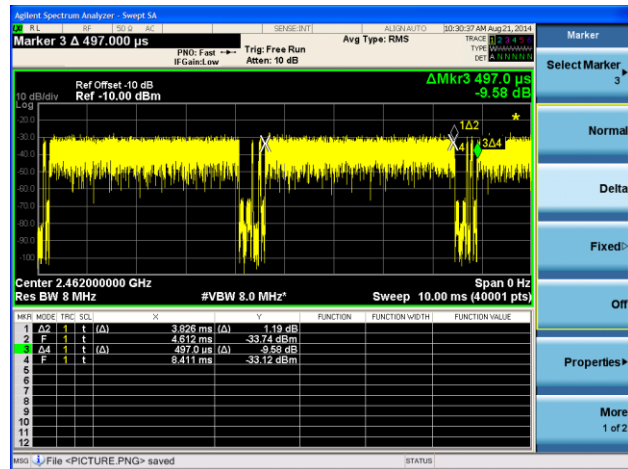 Agilent Spectrum Analyzer - Swept SA
RL RF 50 Ω AC SENSE:INT ALIGN AUTO 10:30:37 AM Aug 21, 2014
Marker 3 Δ 497.000 µs
PNO: Fast
IFGain:Low
Trig: Free Run
Atten: 10 dB
Avg Type: RMS
TRACE 1 2 3 4 5 6
TYPE
DET A N N N N N
ΔMkr3 497.0 µs
-9.58 dB
Ref Offset -10 dB
10 dB/div Ref -10.00 dBm
Log
-20.0
-30.0
-40.0
-50.0
-60.0
-70.0
-80.0
-90.0
-100
1Δ2
4
3Δ4
*
Center 2.462000000 GHz Span 0 Hz
Res BW 8 MHz #VBW 8.0 MHz* Sweep 10.00 ms (40001 pts)
MKR MODE TRC SCL X Y FUNCTION FUNCTION WIDTH FUNCTION VALUE
1 Δ2 1 t (Δ) 3.826 ms (Δ) 1.19 dB
2 F 1 t 4.612 ms -33.74 dBm
3 Δ4 1 t (Δ) 497.0 µs (Δ) -9.58 dB
4 F 1 t 8.411 ms -33.12 dBm
5
6
7
8
9
10
11
12
MSG File <PICTURE.PNG> saved STATUS
Marker
Select Marker
3
Normal
Delta
Fixed
Off
Properties
More
1 of 2